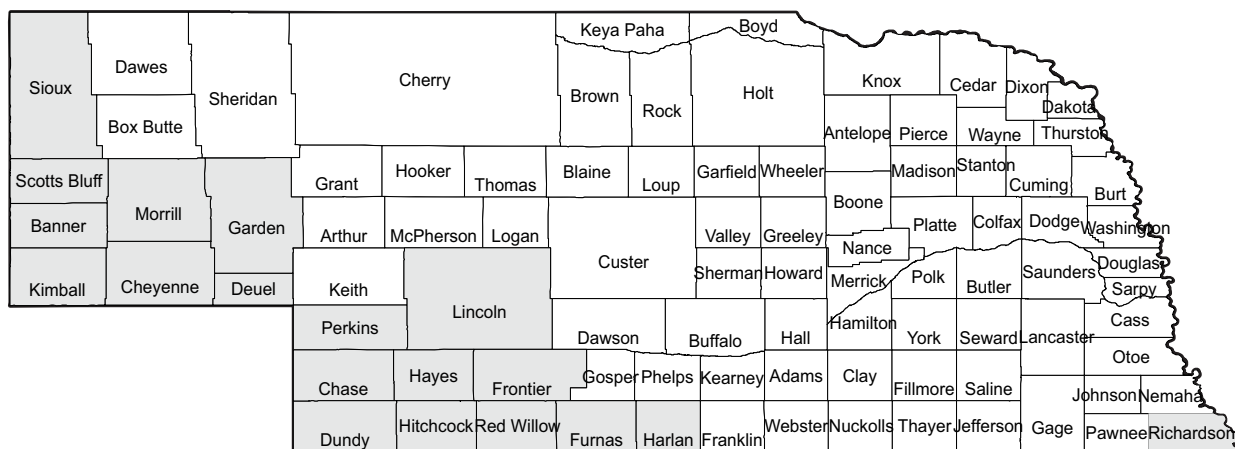 Keya Paha Boyd
Dawes Cherry Knox Cedar Dixon
Sioux Sheridan Brown Rock Holt Dakota
Box Butte Antelope Pierce Wayne Thurston
Scotts Bluff Grant Hooker Thomas Blaine Loup Garfield Wheeler Madison Stanton Cuming
Banner Morrill Garden Arthur McPherson Logan Valley Greeley Boone Platte Colfax Dodge Burt Washington
Kimball Cheyenne Deuel Keith Custer Sherman Howard Nance Merrick Polk Butler Saunders Douglas Sarpy
Perkins Lincoln Dawson Buffalo Hall Hamilton York Seward Lancaster Cass
Chase Hayes Frontier Gosper Phelps Kearney Adams Clay Fillmore Saline Otoe
Johnson Nemaha
Dundy Hitchcock Red Willow Furnas Harlan Franklin Webster Nuckolls Thayer Jefferson Gage Pawnee Richardson